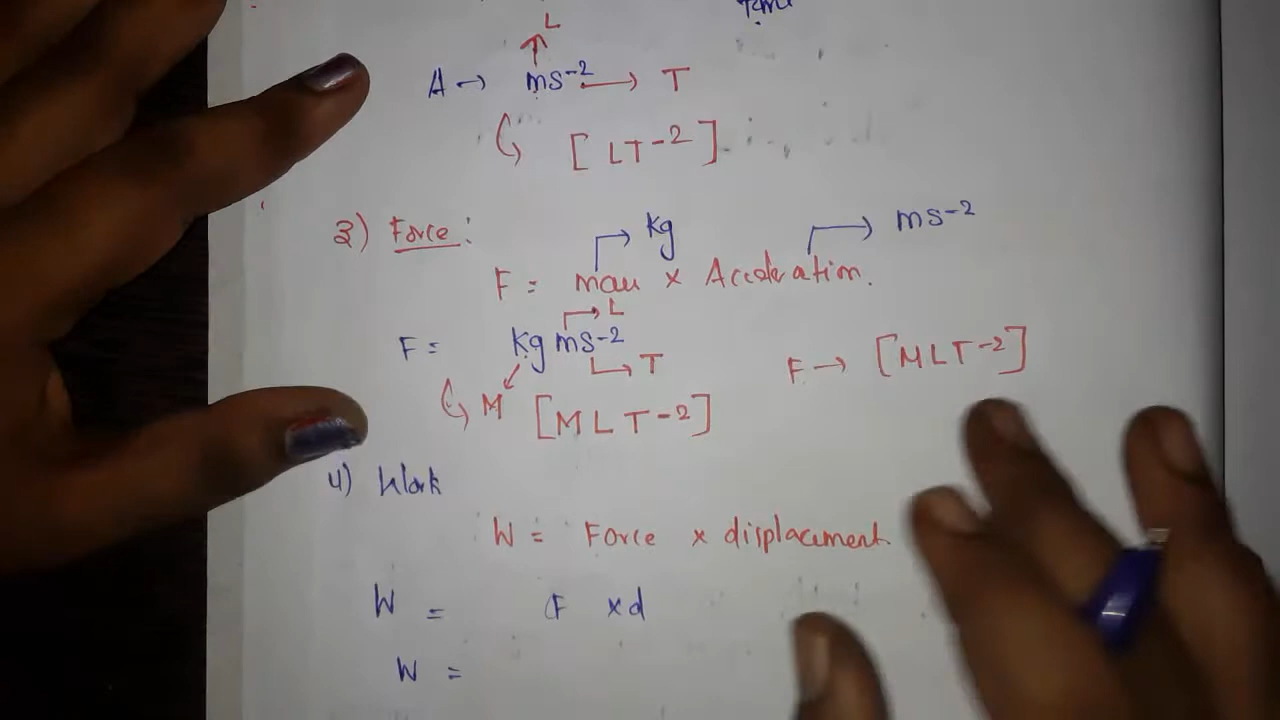 L
A → ms-2 → T
[ LT-2 ]
3) Force :
kg
ms-2
F = mass × Acceleration.
L
F = kg ms-2
T
M [MLT-2]
F → [MLT-2]
4) Work
W = Force × displacement
W = F × d
W =